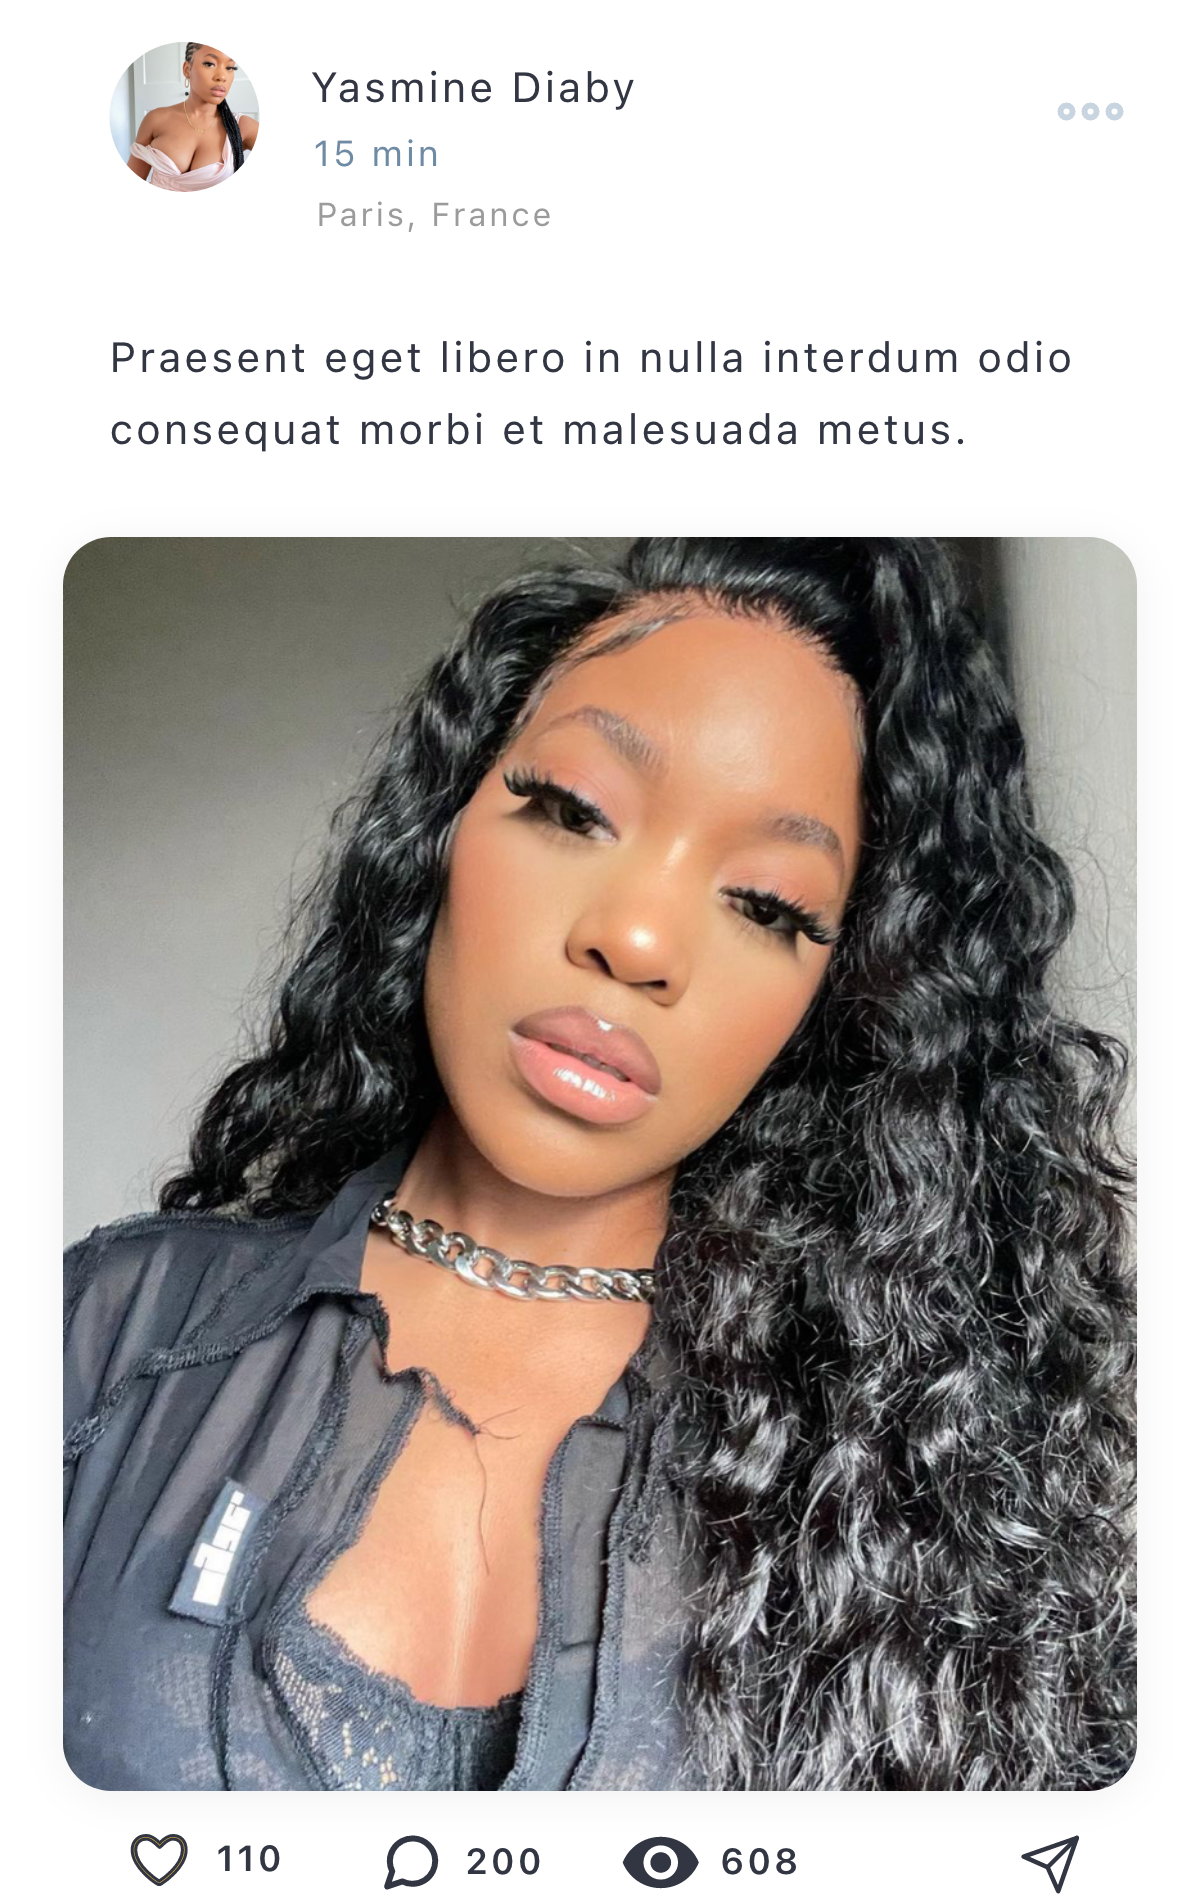 Yasmine Diaby
15 min
Paris, France
Praesent eget libero in nulla interdum odio
consequat morbi et malesuada metus.
110 200 608